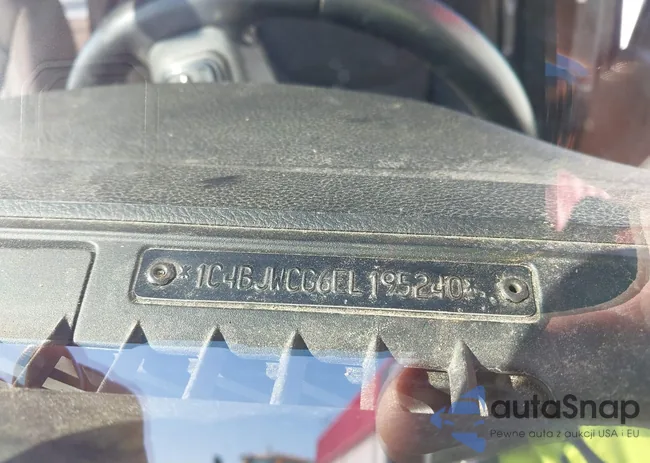 *1C4BJWCG6EL195240*
autaSnap
Pewne auta z aukcji USA i EU